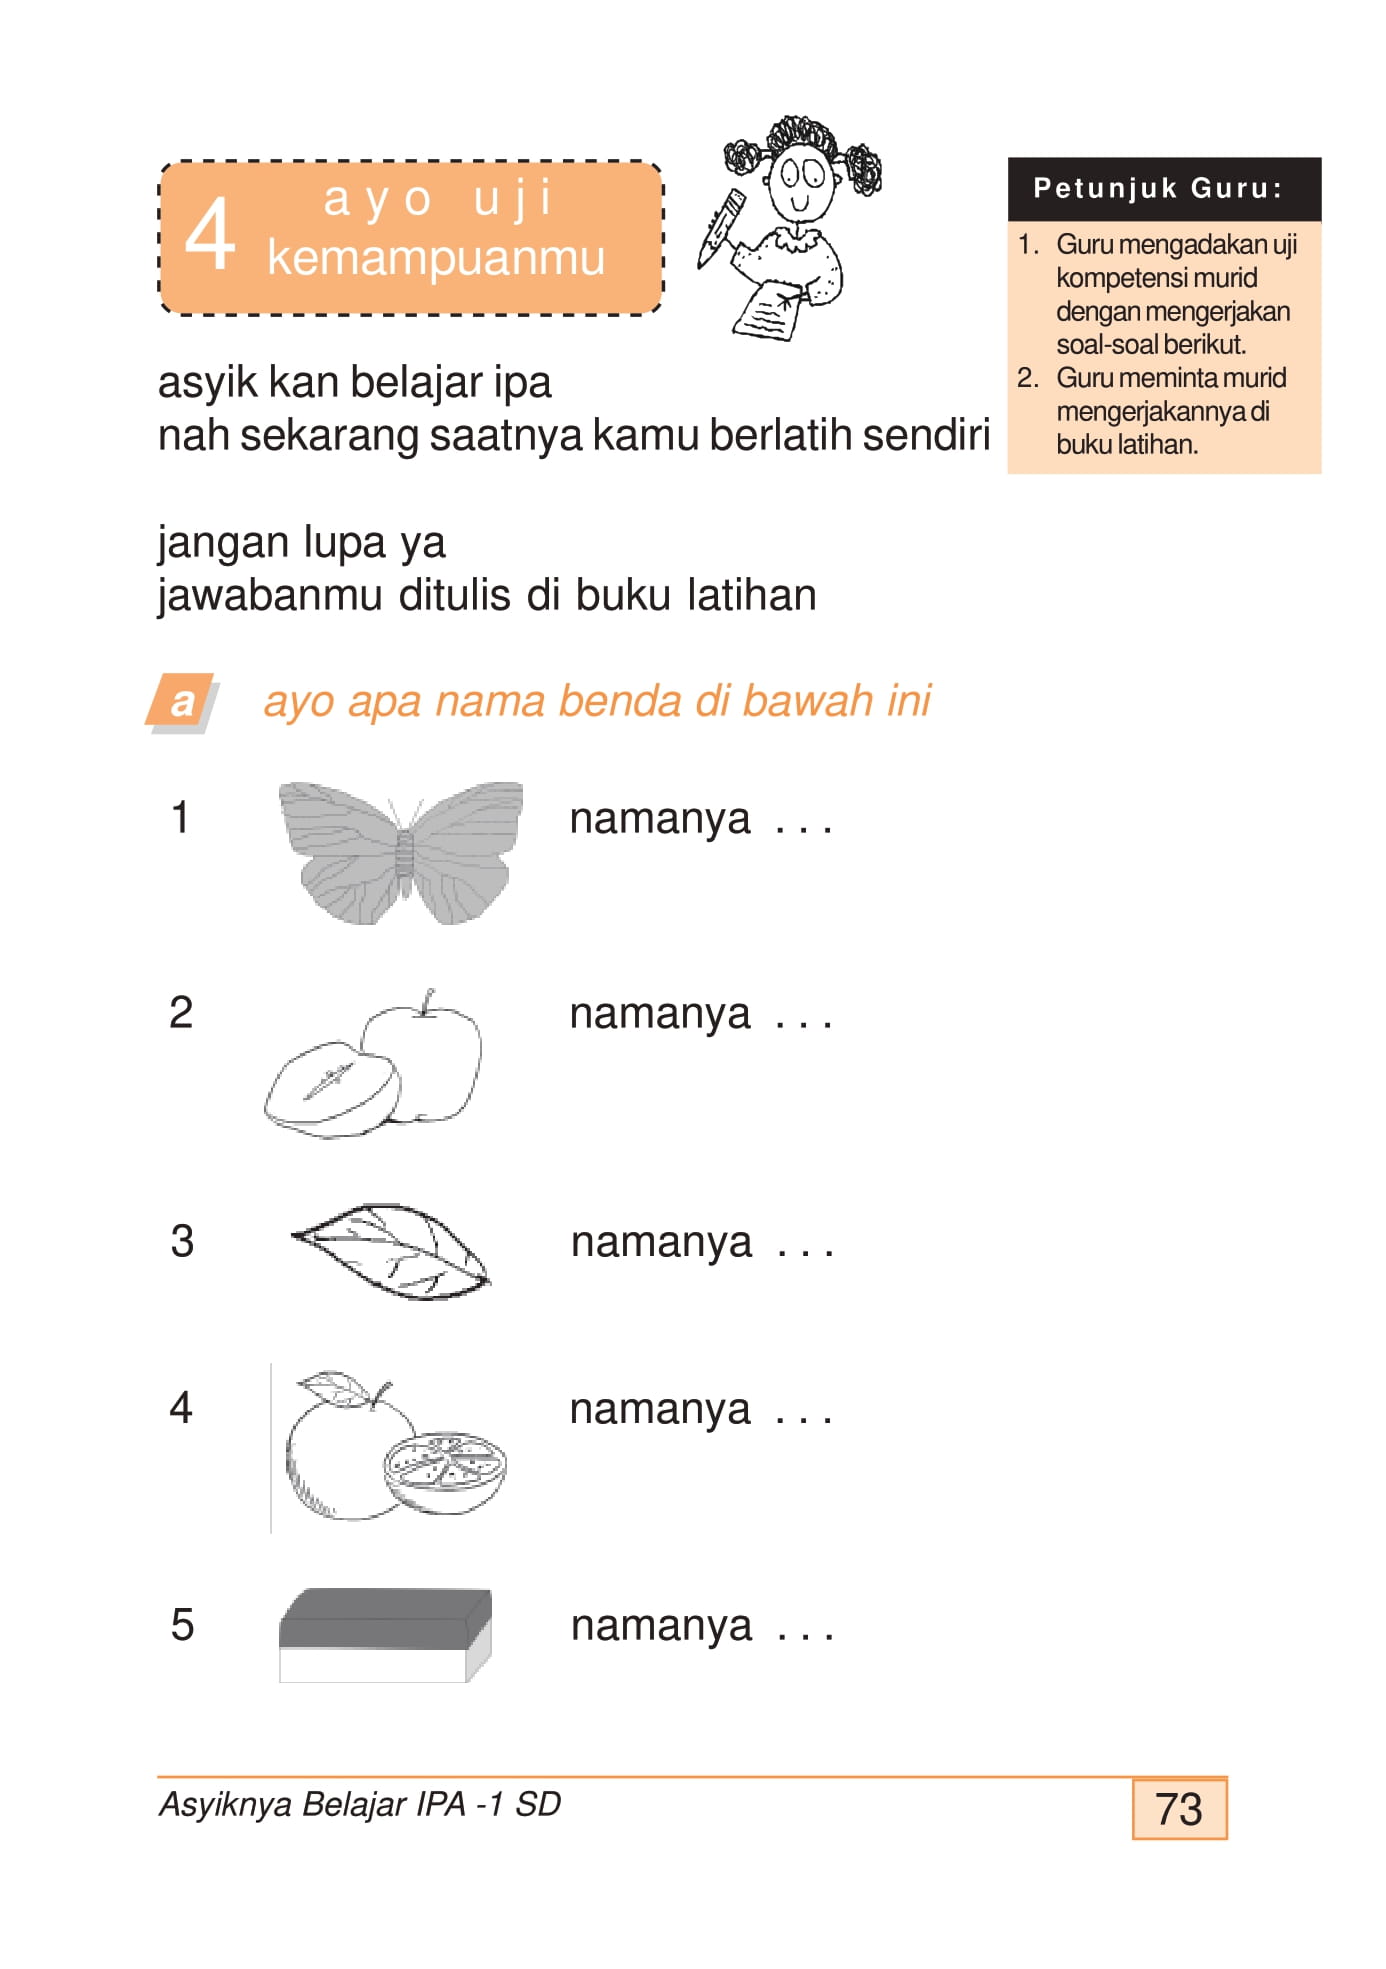 4
ayo uji
kemampuanmu
Petunjuk Guru:
1. Guru mengadakan uji
kompetensi murid
dengan mengerjakan
soal-soal berikut.
2. Guru meminta murid
mengerjakannya di
buku latihan.
asyik kan belajar ipa
nah sekarang saatnya kamu berlatih sendiri
jangan lupa ya
jawabanmu ditulis di buku latihan
a ayo apa nama benda di bawah ini
1 namanya . . .
2 namanya . . .
3 namanya . . .
4 namanya . . .
5 namanya . . .
Asyiknya Belajar IPA -1 SD
73